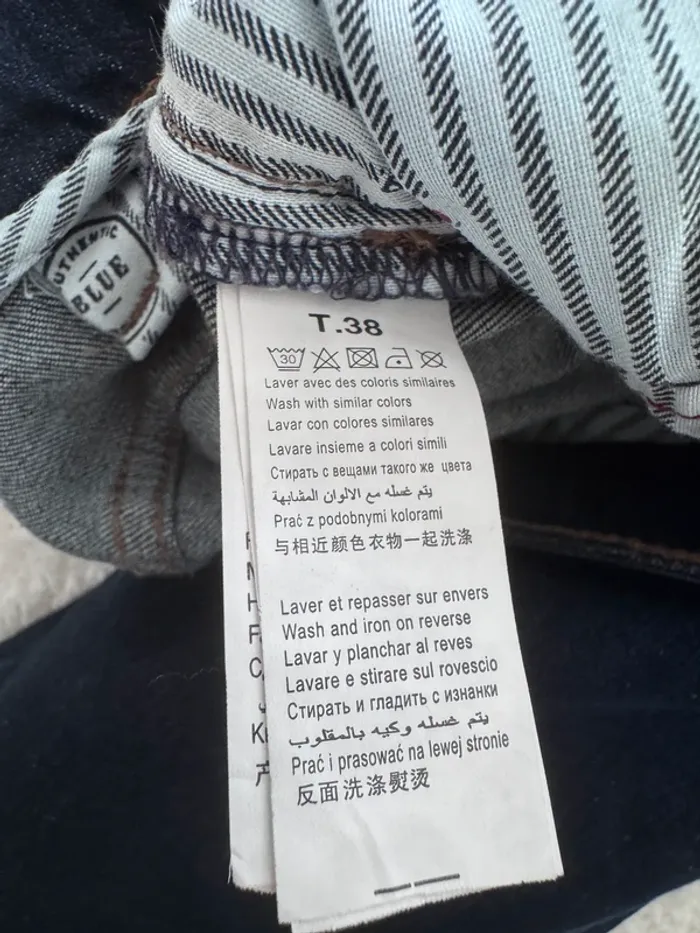 AUTHENTIC
BLUE
T.38
30
Laver avec des coloris similaires
Wash with similar colors
Lavar con colores similares
Lavare insieme a colori simili
Стирать с вещами такого же цвета
يتم غسله مع الالوان المشابهة
Prać z podobnymi kolorami
与相近颜色衣物一起洗涤
Laver et repasser sur envers
Wash and iron on reverse
Lavar y planchar al reves
Lavare e stirare sul rovescio
Стирать и гладить с изнанки
يتم غسله وكيه بالمقلوب
Prać i prasować na lewej stronie
反面洗涤熨烫